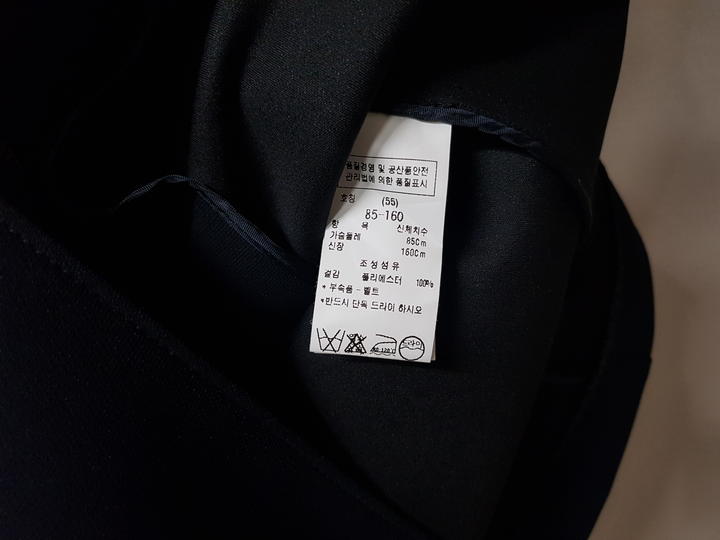 품질경영 및 공산품안전
관리법에 의한 품질표시
호칭 (55)
85-160
항 목 신체치수
가슴둘레 85Cm
신장 160Cm
조성섬유
겉감 폴리에스터 100%
* 부속품 - 벨트
*반드시 단독 드라이 하시오
드라이